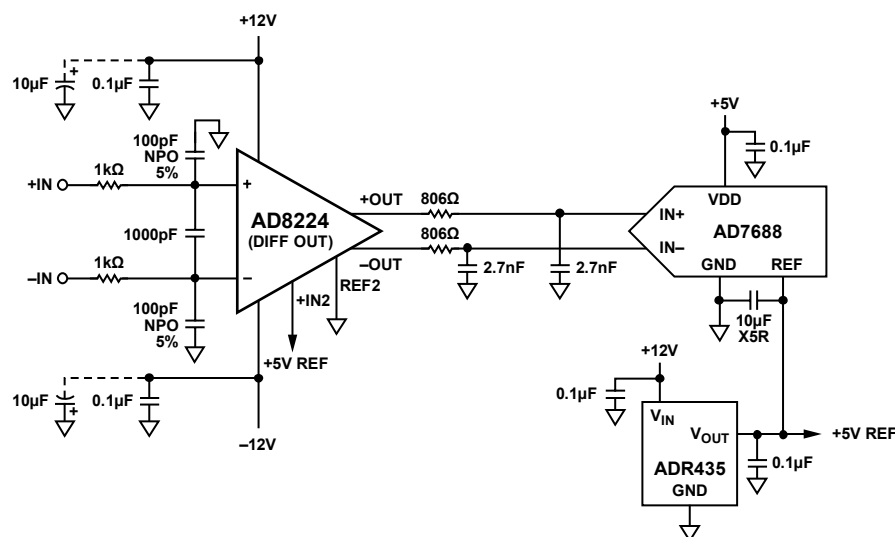 +12V
10µF
+
0.1µF
100pF
NPO
5%
1kΩ
+IN
+
AD8224
(DIFF OUT)
1000pF
1kΩ
–IN
–
100pF
NPO
5%
+OUT
806Ω
806Ω
–OUT
REF2
+IN2
2.7nF
2.7nF
+5V REF
10µF
+
0.1µF
–12V
+5V
0.1µF
VDD
IN+
AD7688
IN–
GND
REF
10µF
X5R
+12V
0.1µF
VIN
VOUT
+5V REF
ADR435
0.1µF
GND